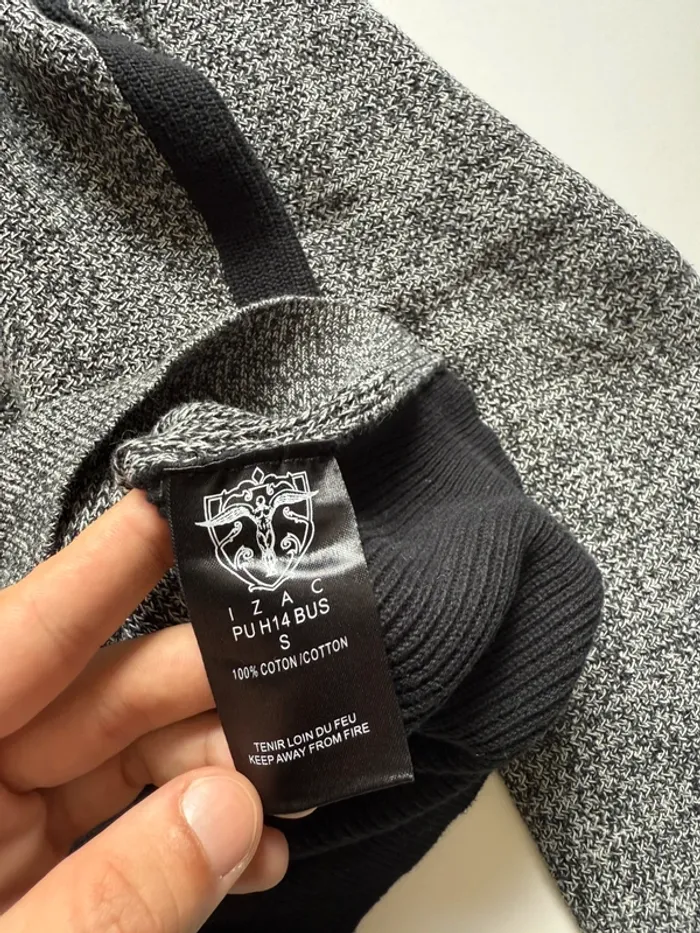 I Z A C
PU H14 BUS
S
100% COTON / COTTON
TENIR LOIN DU FEU
KEEP AWAY FROM FIRE